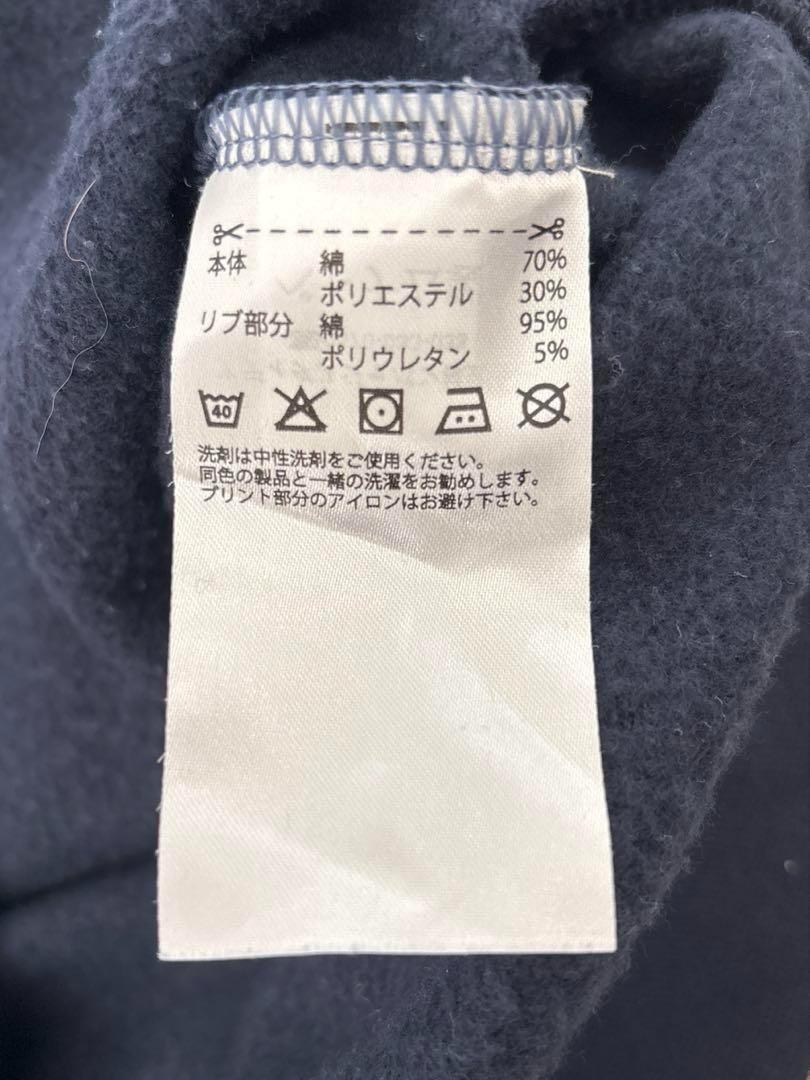 本体 綿 70%
ポリエステル 30%
リブ部分 綿 95%
ポリウレタン 5%
40
洗剤は中性洗剤をご使用ください。
同色の製品と一緒の洗濯をお勧めします。
プリント部分のアイロンはお避け下さい。